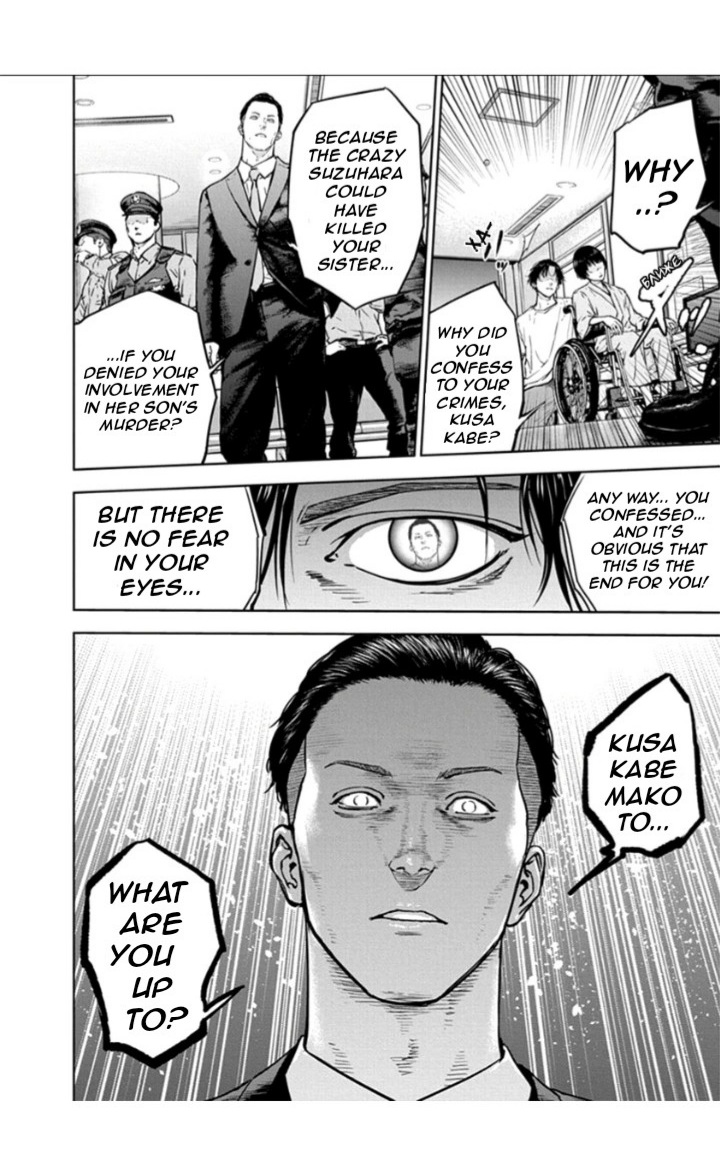 WHY
...?
ХА-
БЛИЖЕ
WHY DID
YOU
CONFESS
TO YOUR
CRIMES,
KUSA
KABE?
BECAUSE
THE CRAZY
SUZUHARA
COULD
HAVE
KILLED
YOUR
SISTER...
...IF YOU
DENIED YOUR
INVOLVEMENT
IN HER SON'S
MURDER?
ANY WAY... YOU
CONFESSED...
AND IT'S
OBVIOUS THAT
THIS IS THE
END FOR YOU!
BUT THERE
IS NO FEAR
IN YOUR
EYES...
KUSA
KABE
MAKO
TO...
WHAT
ARE
YOU
UP
TO?